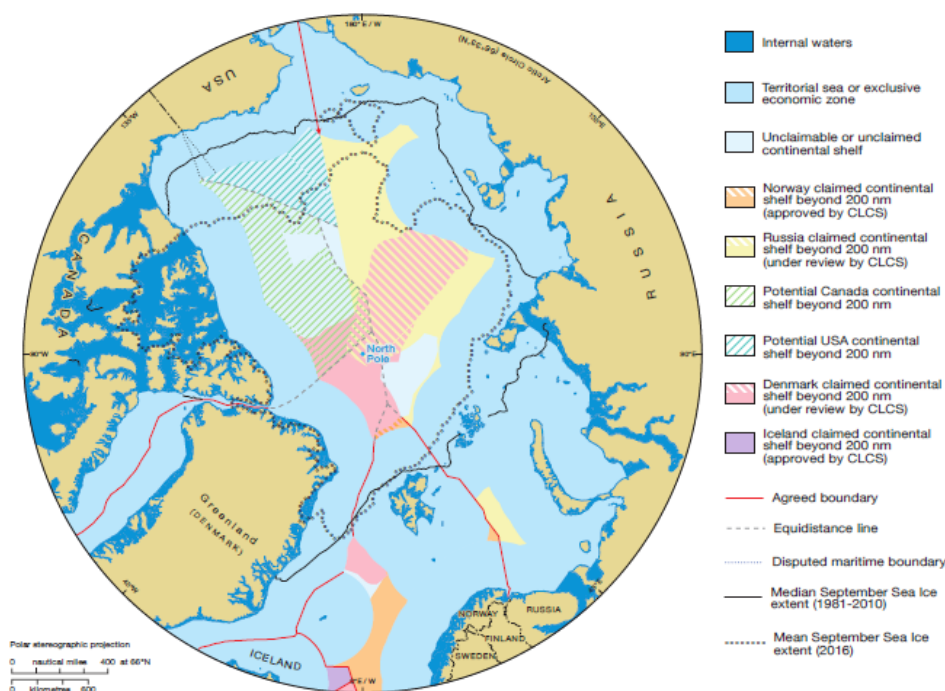 180° E / W
Arctic Circle (66°33'N)
USA
135°W
CANADA
RUSSIA
90°W
North
Pole
Greenland
(DENMARK)
ICELAND
NORWAY
SWEDEN
FINLAND
RUSSIA
Polar stereographic projection
0 nautical miles 400 at 66°N
0 kilometres 600
Internal waters
Territorial sea or exclusive
economic zone
Unclaimable or unclaimed
continental shelf
Norway claimed continental
shelf beyond 200 nm
(approved by CLCS)
Russia claimed continental
shelf beyond 200 nm
(under review by CLCS)
Potential Canada continental
shelf beyond 200 nm
Potential USA continental
shelf beyond 200 nm
Denmark claimed continental
shelf beyond 200 nm
(under review by CLCS)
Iceland claimed continental
shelf beyond 200 nm
(approved by CLCS)
Agreed boundary
Equidistance line
Disputed maritime boundary
Median September Sea Ice
extent (1981-2010)
Mean September Sea Ice
extent (2016)